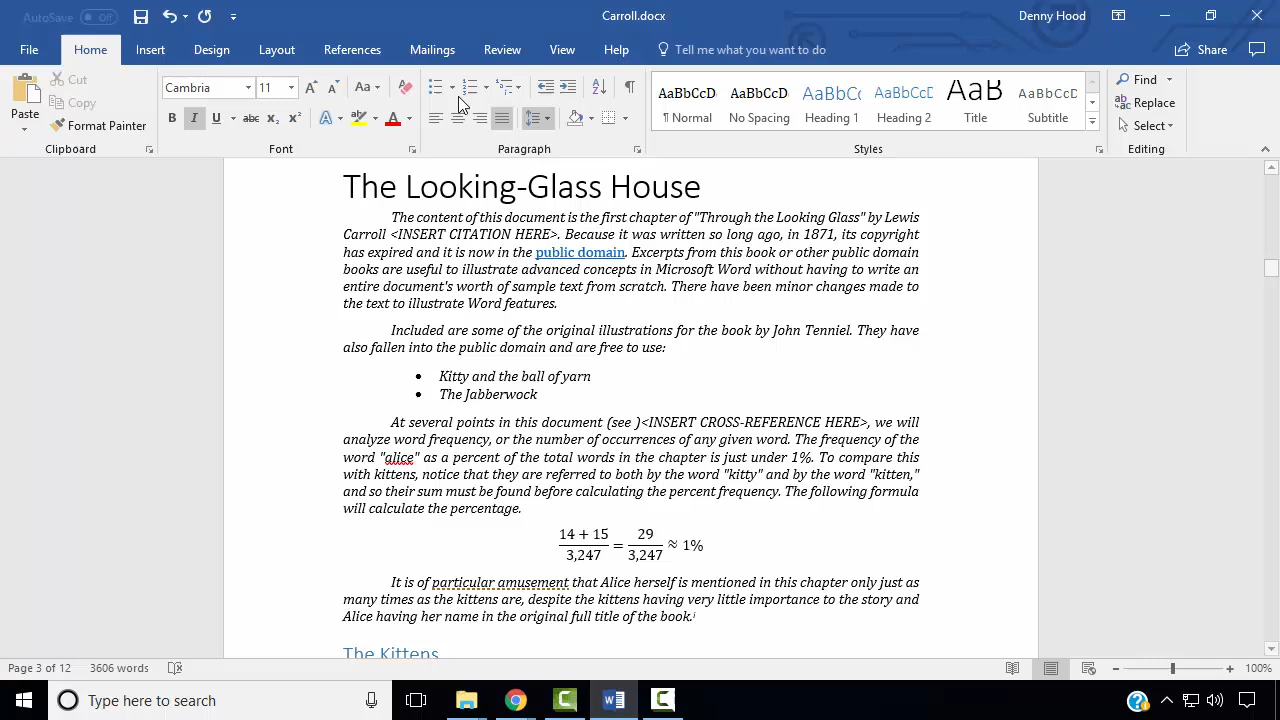 AutoSave Off
Carroll.docx
Denny Hood
File Home Insert Design Layout References Mailings Review View Help Tell me what you want to do Share
Paste
Cut
Copy
Format Painter
Clipboard
Cambria 11
Aa
B I U abc x₂ x²
A A
Font
Paragraph
AaBbCcD AaBbCcD AaBbCc AaBbCcD AaB AaBbCcD
¶ Normal No Spacing Heading 1 Heading 2 Title Subtitle
Styles
Find
Replace
Select
Editing
The Looking-Glass House
The content of this document is the first chapter of "Through the Looking Glass" by Lewis
Carroll <INSERT CITATION HERE>. Because it was written so long ago, in 1871, its copyright
has expired and it is now in the public domain. Excerpts from this book or other public domain
books are useful to illustrate advanced concepts in Microsoft Word without having to write an
entire document's worth of sample text from scratch. There have been minor changes made to
the text to illustrate Word features.
Included are some of the original illustrations for the book by John Tenniel. They have
also fallen into the public domain and are free to use:
• Kitty and the ball of yarn
• The Jabberwock
At several points in this document (see )<INSERT CROSS-REFERENCE HERE>, we will
analyze word frequency, or the number of occurrences of any given word. The frequency of the
word "alice" as a percent of the total words in the chapter is just under 1%. To compare this
with kittens, notice that they are referred to both by the word "kitty" and by the word "kitten,"
and so their sum must be found before calculating the percent frequency. The following formula
will calculate the percentage.
14 + 15 29
= ≈ 1%
3,247 3,247
It is of particular amusement that Alice herself is mentioned in this chapter only just as
many times as the kittens are, despite the kittens having very little importance to the story and
Alice having her name in the original full title of the book.ⁱ
The Kittens
Page 3 of 12 3606 words 100%
Type here to search